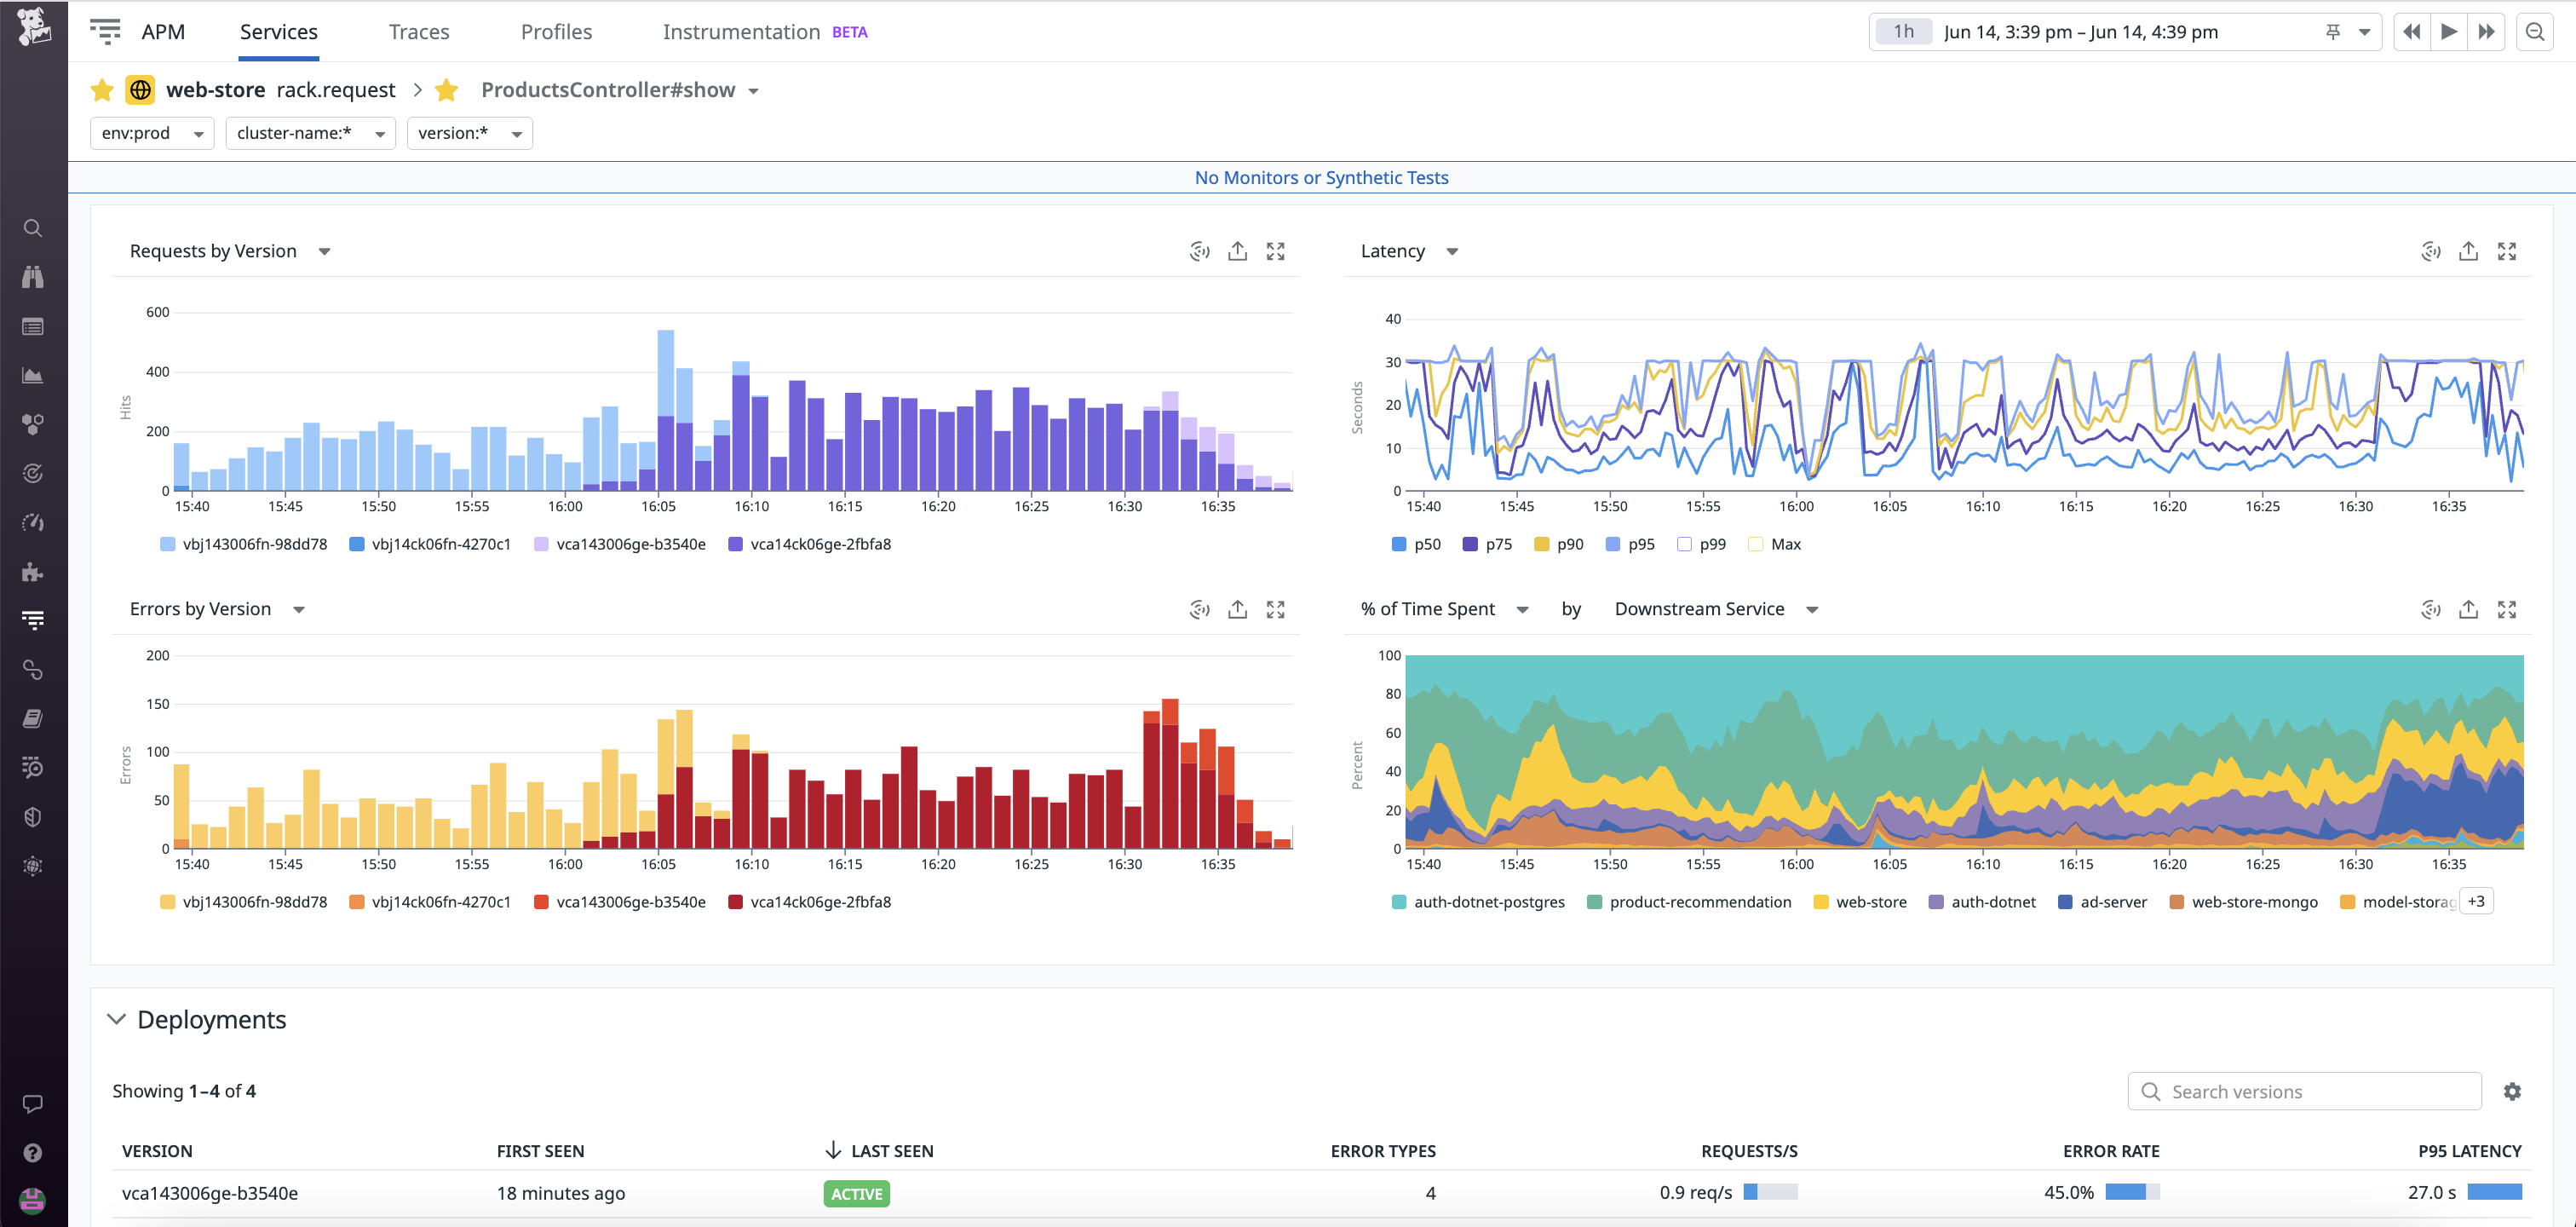 APM Services Traces Profiles Instrumentation BETA 1h Jun 14, 3:39 pm – Jun 14, 4:39 pm
web-store rack.request > ProductsController#show
env:prod cluster-name:* version:*
No Monitors or Synthetic Tests
Requests by Version
600
400
200
0
Hits
15:40 15:45 15:50 15:55 16:00 16:05 16:10 16:15 16:20 16:25 16:30 16:35
vbj143006fn-98dd78 vbj14ck06fn-4270c1 vca143006ge-b3540e vca14ck06ge-2fbfa8
Latency
40
30
20
10
0
Seconds
15:40 15:45 15:50 15:55 16:00 16:05 16:10 16:15 16:20 16:25 16:30 16:35
p50 p75 p90 p95 p99 Max
Errors by Version
200
150
100
50
0
Errors
15:40 15:45 15:50 15:55 16:00 16:05 16:10 16:15 16:20 16:25 16:30 16:35
vbj143006fn-98dd78 vbj14ck06fn-4270c1 vca143006ge-b3540e vca14ck06ge-2fbfa8
% of Time Spent by Downstream Service
100
80
60
40
20
0
Percent
15:40 15:45 15:50 15:55 16:00 16:05 16:10 16:15 16:20 16:25 16:30 16:35
auth-dotnet-postgres product-recommendation web-store auth-dotnet ad-server web-store-mongo model-storag +3
Deployments
Showing 1–4 of 4
Search versions
VERSION FIRST SEEN LAST SEEN ERROR TYPES REQUESTS/S ERROR RATE P95 LATENCY
vca143006ge-b3540e 18 minutes ago ACTIVE 4 0.9 req/s 45.0% 27.0 s